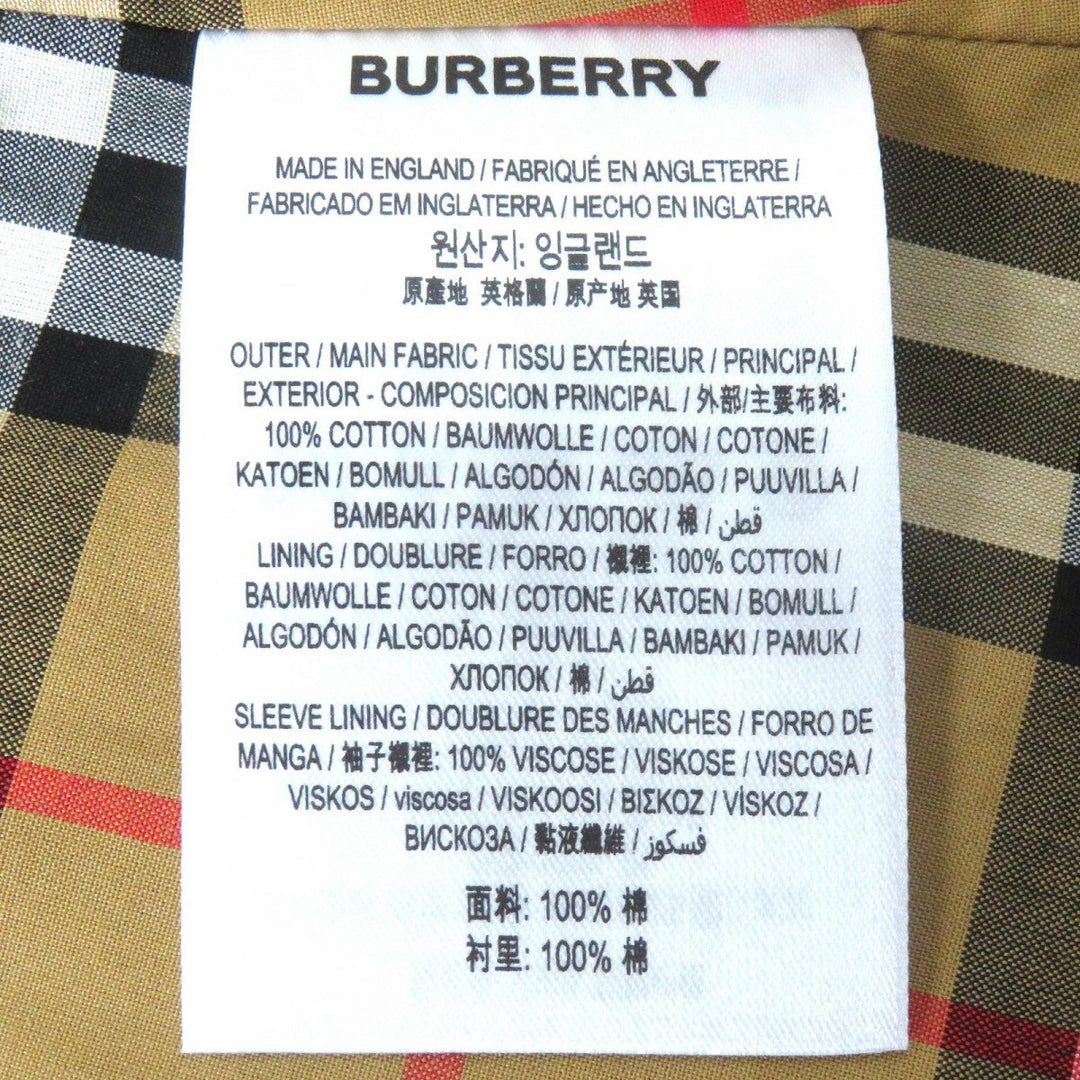 BURBERRY
MADE IN ENGLAND / FABRIQUÉ EN ANGLETERRE /
FABRICADO EM INGLATERRA / HECHO EN INGLATERRA
원산지: 잉글랜드
原產地 英格蘭 / 原产地 英国
OUTER / MAIN FABRIC / TISSU EXTÉRIEUR / PRINCIPAL /
EXTERIOR - COMPOSICION PRINCIPAL / 外部/主要布料:
100% COTTON / BAUMWOLLE / COTON / COTONE /
KATOEN / BOMULL / ALGODÓN / ALGODÃO / PUUVILLA /
BAMBAKI / PAMUK / ХЛОПОК / 棉 / قطن
LINING / DOUBLURE / FORRO / 襯裡: 100% COTTON /
BAUMWOLLE / COTON / COTONE / KATOEN / BOMULL /
ALGODÓN / ALGODÃO / PUUVILLA / BAMBAKI / PAMUK /
ХЛОПОК / 棉 / قطن
SLEEVE LINING / DOUBLURE DES MANCHES / FORRO DE
MANGA / 袖子襯裡: 100% VISCOSE / VISKOSE / VISCOSA /
VISKOS / viscosa / VISKOOSI / ΒΙΣΚΟΖ / VİSKOZ /
ВИСКОЗА / 黏液纖維 / فسكوز
面料: 100% 棉
衬里: 100% 棉